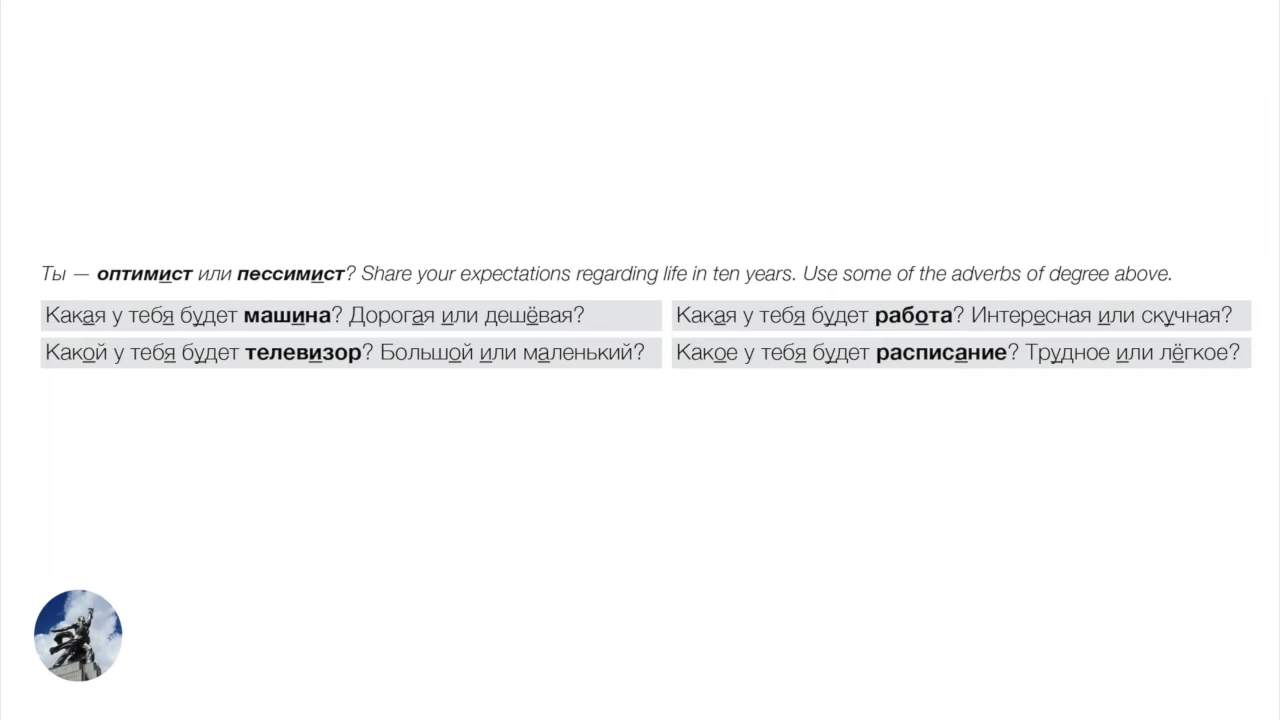 Ты — оптимист или пессимист? Share your expectations regarding life in ten years. Use some of the adverbs of degree above.
Какая у тебя будет машина? Дорогая или дешёвая?
Какая у тебя будет работа? Интересная или скучная?
Какой у тебя будет телевизор? Большой или маленький?
Какое у тебя будет расписание? Трудное или лёгкое?